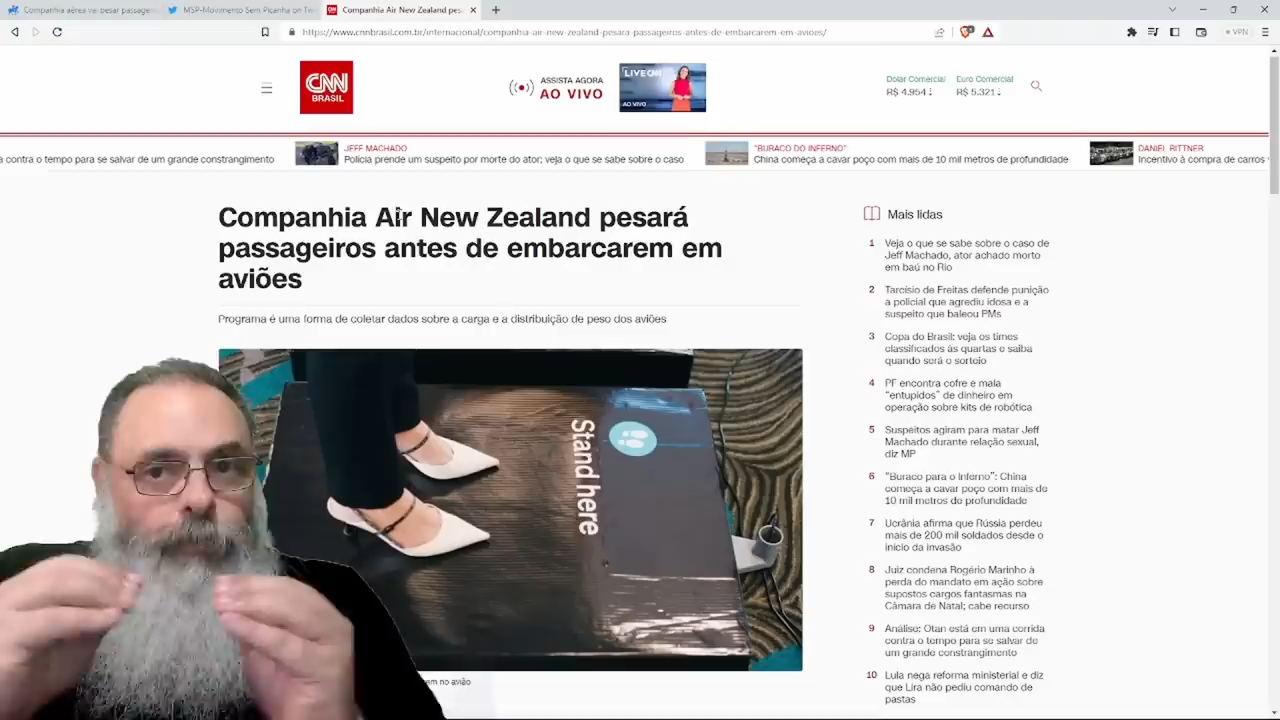 Companhia aérea vai pesar passagen
MSP-Movimento Sem Picanha on Tw
Companhia Air New Zealand pes
https://www.cnnbrasil.com.br/internacional/companhia-air-new-zealand-pesara-passageiros-antes-de-embarcarem-em-avioes/
VPN
CNN
BRASIL
ASSISTA AGORA
AO VIVO
LIVE CNN
AO VIVO
Dólar Comercial
R$ 4.954↓
Euro Comercial
R$ 5.321↓
a contra o tempo para se salvar de um grande constrangimento
JEFF MACHADO
Polícia prende um suspeito por morte do ator; veja o que se sabe sobre o caso
"BURACO DO INFERNO"
China começa a cavar poço com mais de 10 mil metros de profundidade
DANIEL RITTNER
Incentivo à compra de carros
Companhia Air New Zealand pesará
passageiros antes de embarcarem em
aviões
Programa é uma forma de coletar dados sobre a carga e a distribuição de peso dos aviões
Stand here
em no avião
Mais lidas
1 Veja o que se sabe sobre o caso de
Jeff Machado, ator achado morto
em baú no Rio
2 Tarcísio de Freitas defende punição
a policial que agrediu idosa e a
suspeito que baleou PMs
3 Copa do Brasil: veja os times
classificados às quartas e saiba
quando será o sorteio
4 PF encontra cofre e mala
"entupidos" de dinheiro em
operação sobre kits de robótica
5 Suspeitos agiram para matar Jeff
Machado durante relação sexual,
diz MP
6 "Buraco para o Inferno": China
começa a cavar poço com mais de
10 mil metros de profundidade
7 Ucrânia afirma que Rússia perdeu
mais de 200 mil soldados desde o
início da invasão
8 Juiz condena Rogério Marinho à
perda do mandato em ação sobre
supostos cargos fantasmas na
Câmara de Natal; cabe recurso
9 Análise: Otan está em uma corrida
contra o tempo para se salvar de
um grande constrangimento
10 Lula nega reforma ministerial e diz
que Lira não pediu comando de
pastas